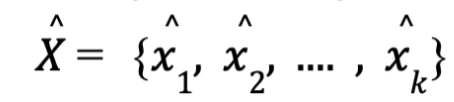 X̂ = {x̂₁, x̂₂, .... , x̂ₖ}